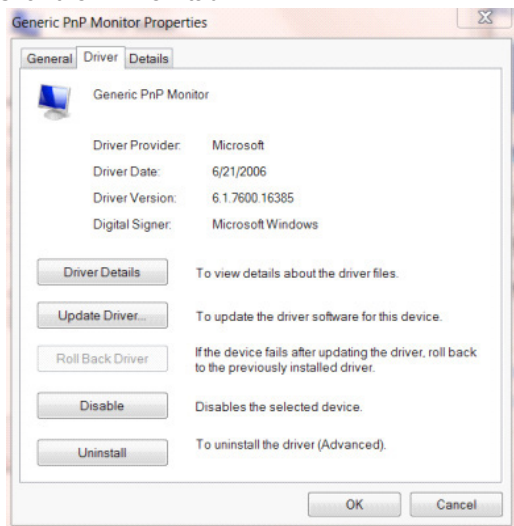 Generic PnP Monitor Properties
General Driver Details
Generic PnP Monitor
Driver Provider: Microsoft
Driver Date: 6/21/2006
Driver Version: 6.1.7600.16385
Digital Signer: Microsoft Windows
Driver Details To view details about the driver files.
Update Driver... To update the driver software for this device.
Roll Back Driver If the device fails after updating the driver, roll back
to the previously installed driver.
Disable Disables the selected device.
Uninstall To uninstall the driver (Advanced).
OK Cancel